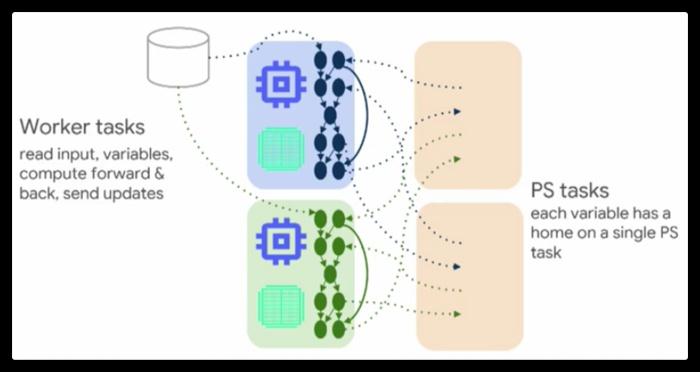 Worker tasks
read input, variables,
compute forward &
back, send updates
PS tasks
each variable has a
home on a single PS
task